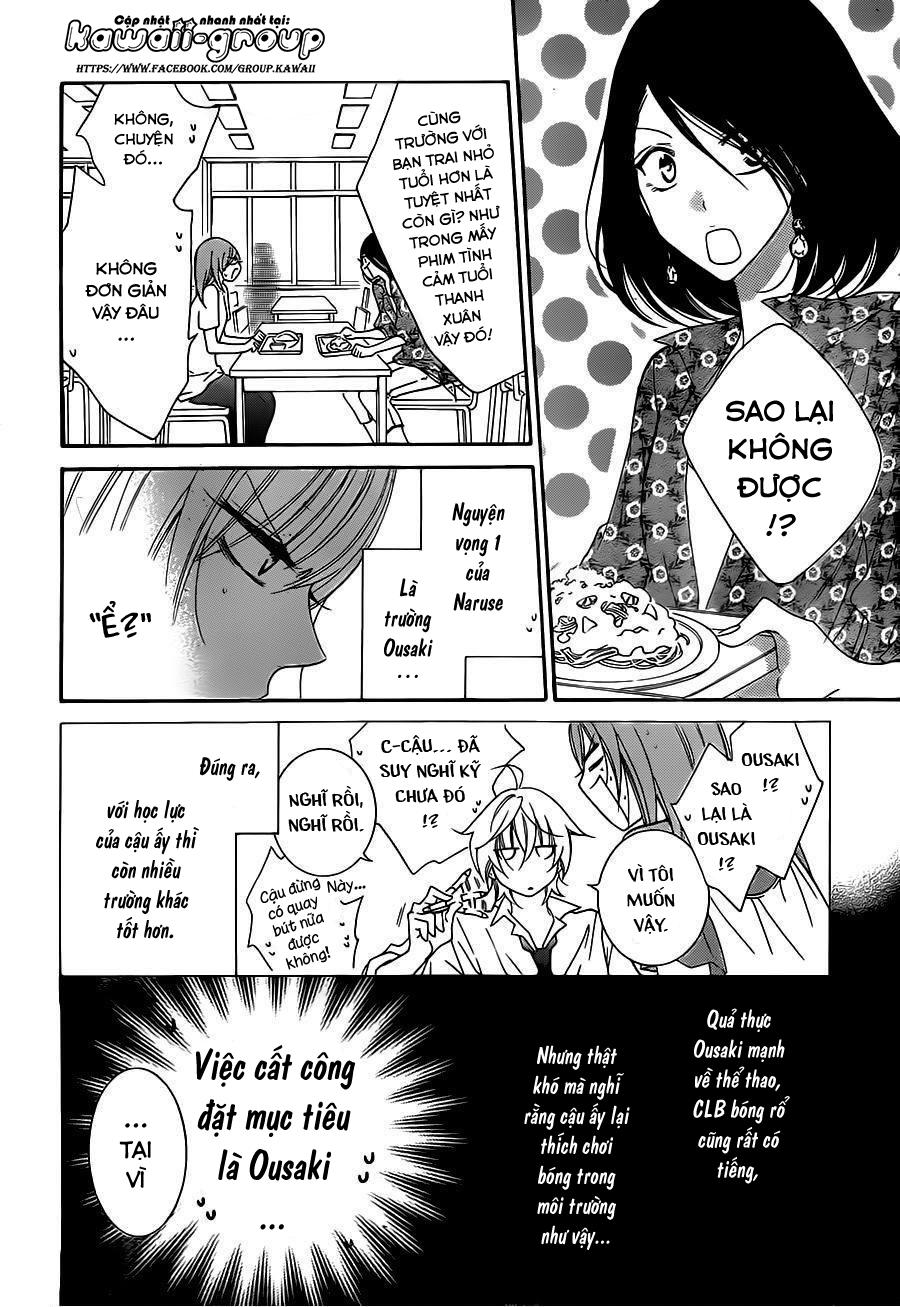 Cập nhật nhanh nhất tại:
kawaii-group
HTTPS://WWW.FACEBOOK.COM/GROUP.KAWAII
SAO LẠI
KHÔNG
ĐƯỢC
!?
CÙNG
TRƯỜNG VỚI
BẠN TRAI NHỎ
TUỔI HƠN LÀ
TUYỆT NHẤT
CÒN GÌ? NHƯ
TRONG MẤY
PHIM TÌNH
CẢM TUỔI
THANH
XUÂN
VẬY ĐÓ!
KHÔNG,
CHUYỆN
ĐÓ...
KHÔNG
ĐƠN GIẢN
VẬY ĐÂU
...
Nguyện
vọng 1
của
Naruse
Là
trường
Ousaki
...
"Ể?"
OUSAKI
!?
SAO
LẠI LÀ
OUSAKI
!?
VÌ TÔI
MUỐN
VẬY.
C-CẬU... ĐÃ
SUY NGHĨ KỸ
CHƯA ĐÓ
!?
NGHĨ RỒI,
NGHĨ RỒI.
Này...
Cậu đừng
có quay
bút nữa
được
không!
Đúng ra,
với học lực
của cậu ấy thì
còn nhiều
trường khác
tốt hơn.
Quả thực
Ousaki mạnh
về thể thao,
CLB bóng rổ
cũng rất có
tiếng,
Nhưng thật
khó mà nghĩ
rằng cậu ấy lại
thích chơi
bóng trong
môi trường
như vậy...
Việc cất công
đặt mục tiêu
là Ousaki
...
...
TẠI
VÌ